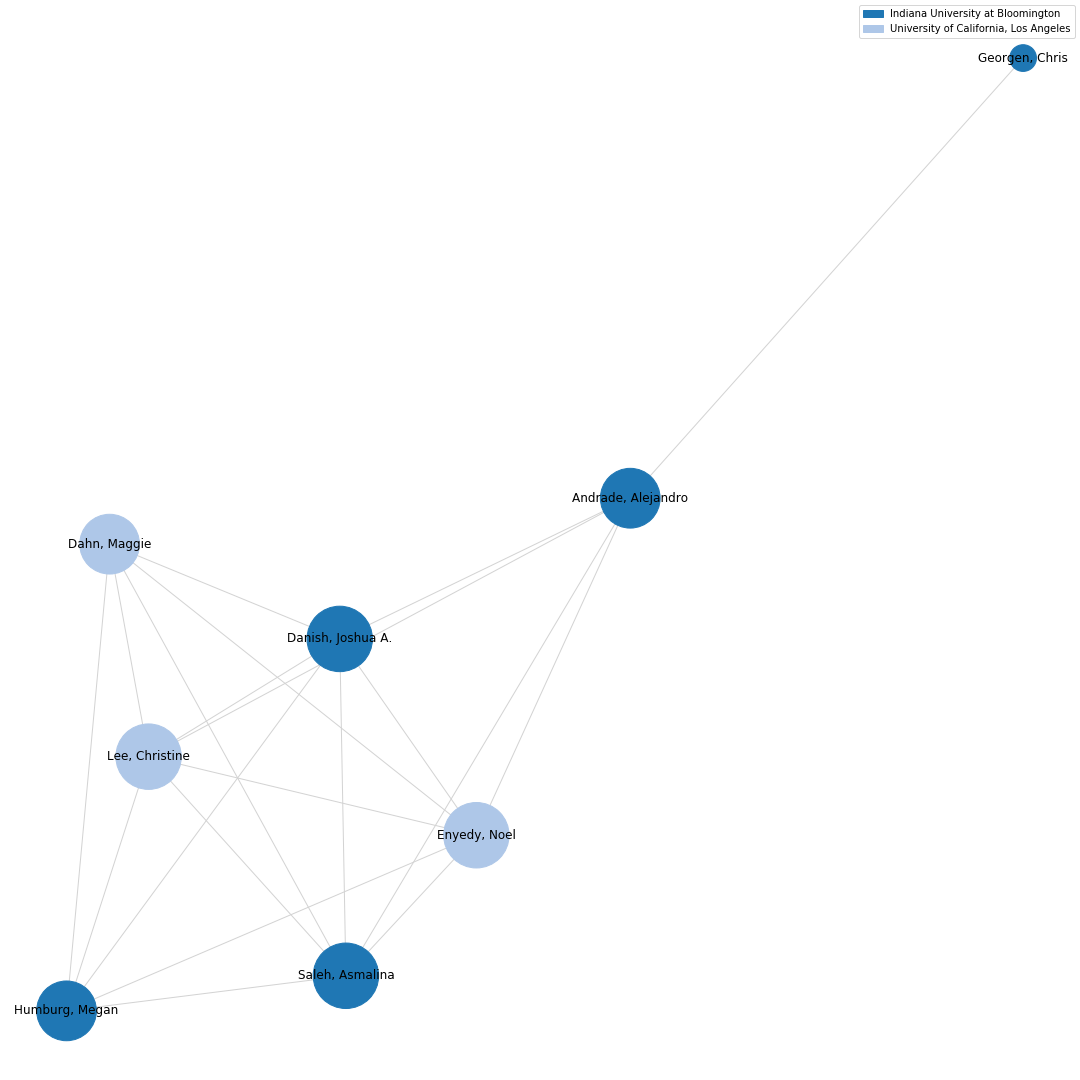 Indiana University at Bloomington
University of California, Los Angeles
Georgen, Chris
Andrade, Alejandro
Dahn, Maggie
Danish, Joshua A.
Lee, Christine
Enyedy, Noel
Saleh, Asmalina
Humburg, Megan